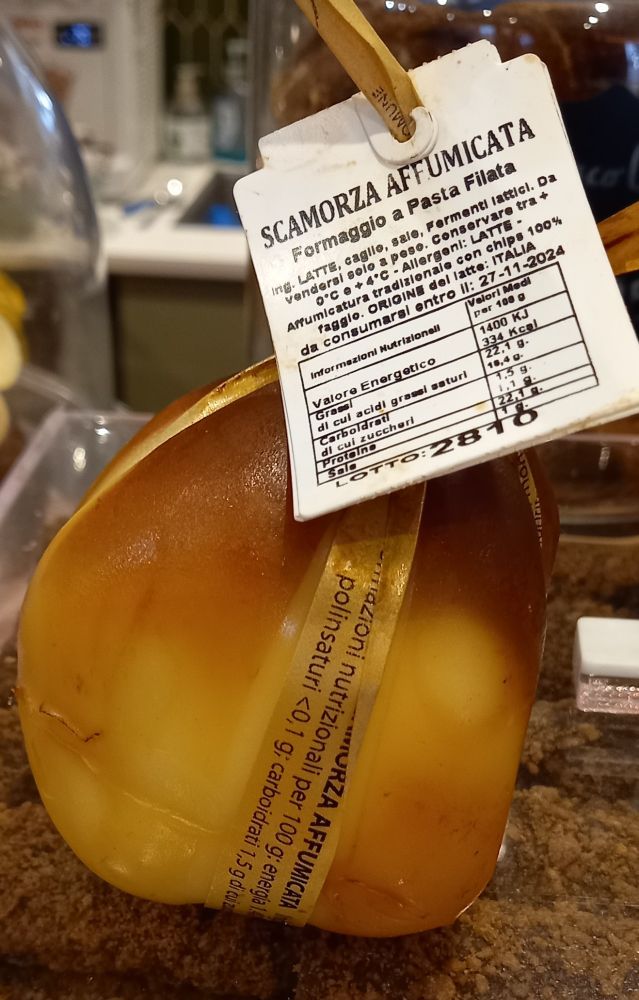 OMUNE
SCAMORZA AFFUMICATA
Formaggio a Pasta Filata
Ing. LATTE, caglio, sale, Fermenti lattici. Da
vendersi solo a peso. Conservare tra +
0°C e + 4°C - Allergeni: LATTE -
Affumicatura tradizionale con chips 100%
faggio. ORIGINE del latte: ITALIA
da consumarsi entro il: 27-11-2024
Informazioni Nutrizionali Valori Medi
per 100 g
Valore Energetico 1400 KJ
334 Kcal
Grassi 22,1 g.
di cui acidi grassi saturi
Carboidrati 1,5 g.
di cui zuccheri 1,1 g.
Proteine 22,1 g.
Sale 1 g.
LOTTO: 2810
mazioni nutrizionali per 100 g: energia
polinsaturi <0,1 g; carboidrati 1,5 g di cui
MORZA AFFUMICATA